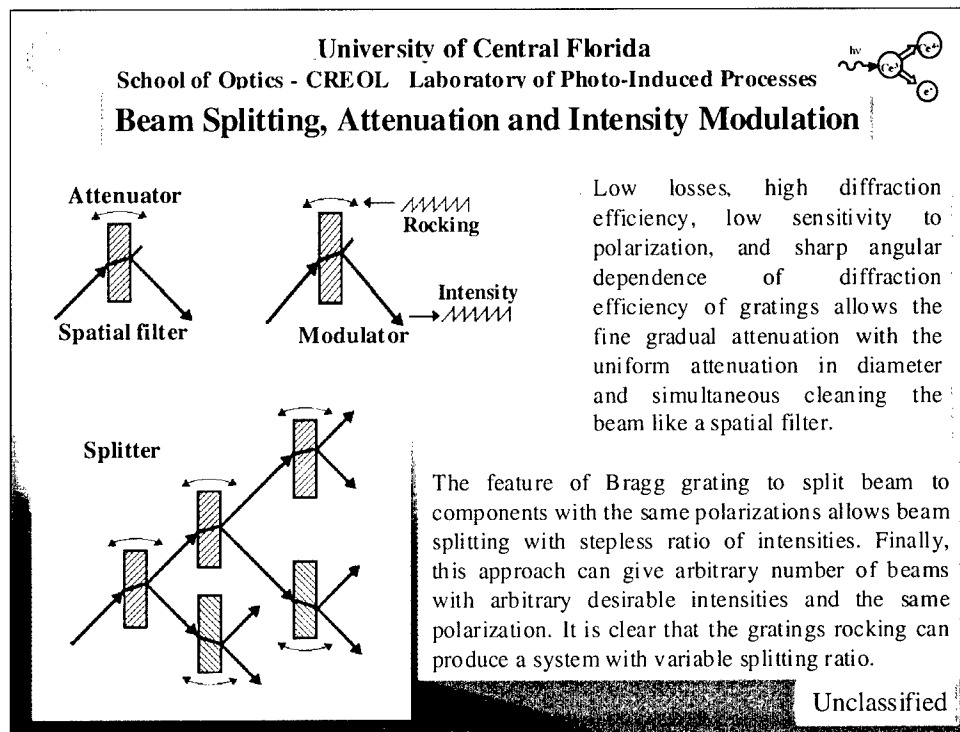 University of Central Florida
School of Optics - CREOL Laboratory of Photo-Induced Processes
hν
Ce³⁺
Ce⁴⁺
e⁻
Beam Splitting, Attenuation and Intensity Modulation
Attenuator
Spatial filter
Rocking
Intensity
Modulator
Low losses, high diffraction
efficiency, low sensitivity to
polarization, and sharp angular
dependence of diffraction
efficiency of gratings allows the
fine gradual attenuation with the
uniform attenuation in diameter
and simultaneous cleaning the
beam like a spatial filter.
Splitter
The feature of Bragg grating to split beam to
components with the same polarizations allows beam
splitting with stepless ratio of intensities. Finally,
this approach can give arbitrary number of beams
with arbitrary desirable intensities and the same
polarization. It is clear that the gratings rocking can
produce a system with variable splitting ratio.
Unclassified